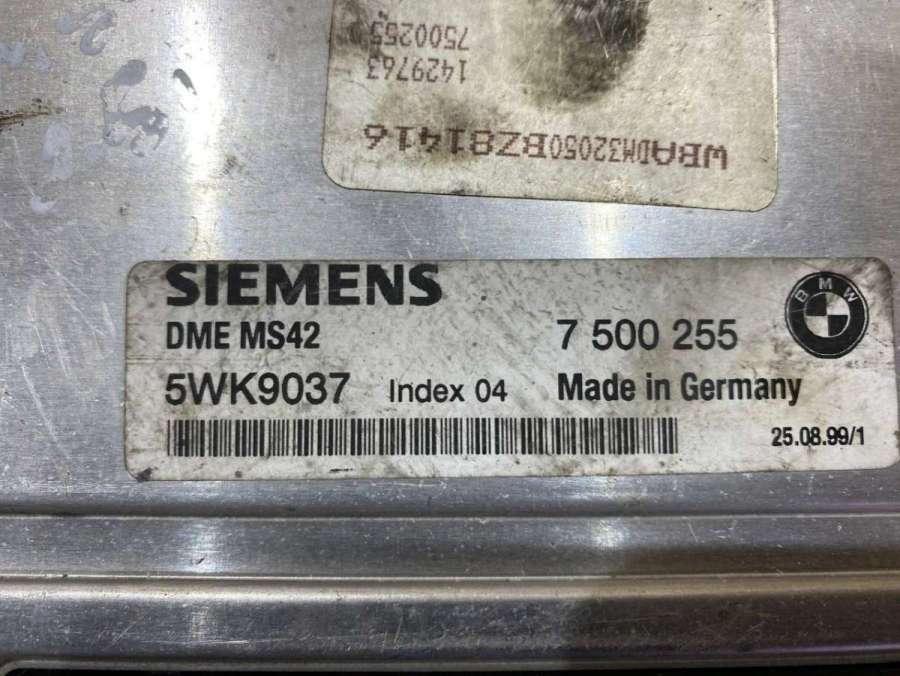 7500255
1429763
WBADM32050BZ81416
SIEMENS
DME MS42 7 500 255
BMW
5WK9037 Index 04 Made in Germany
25.08.99/1